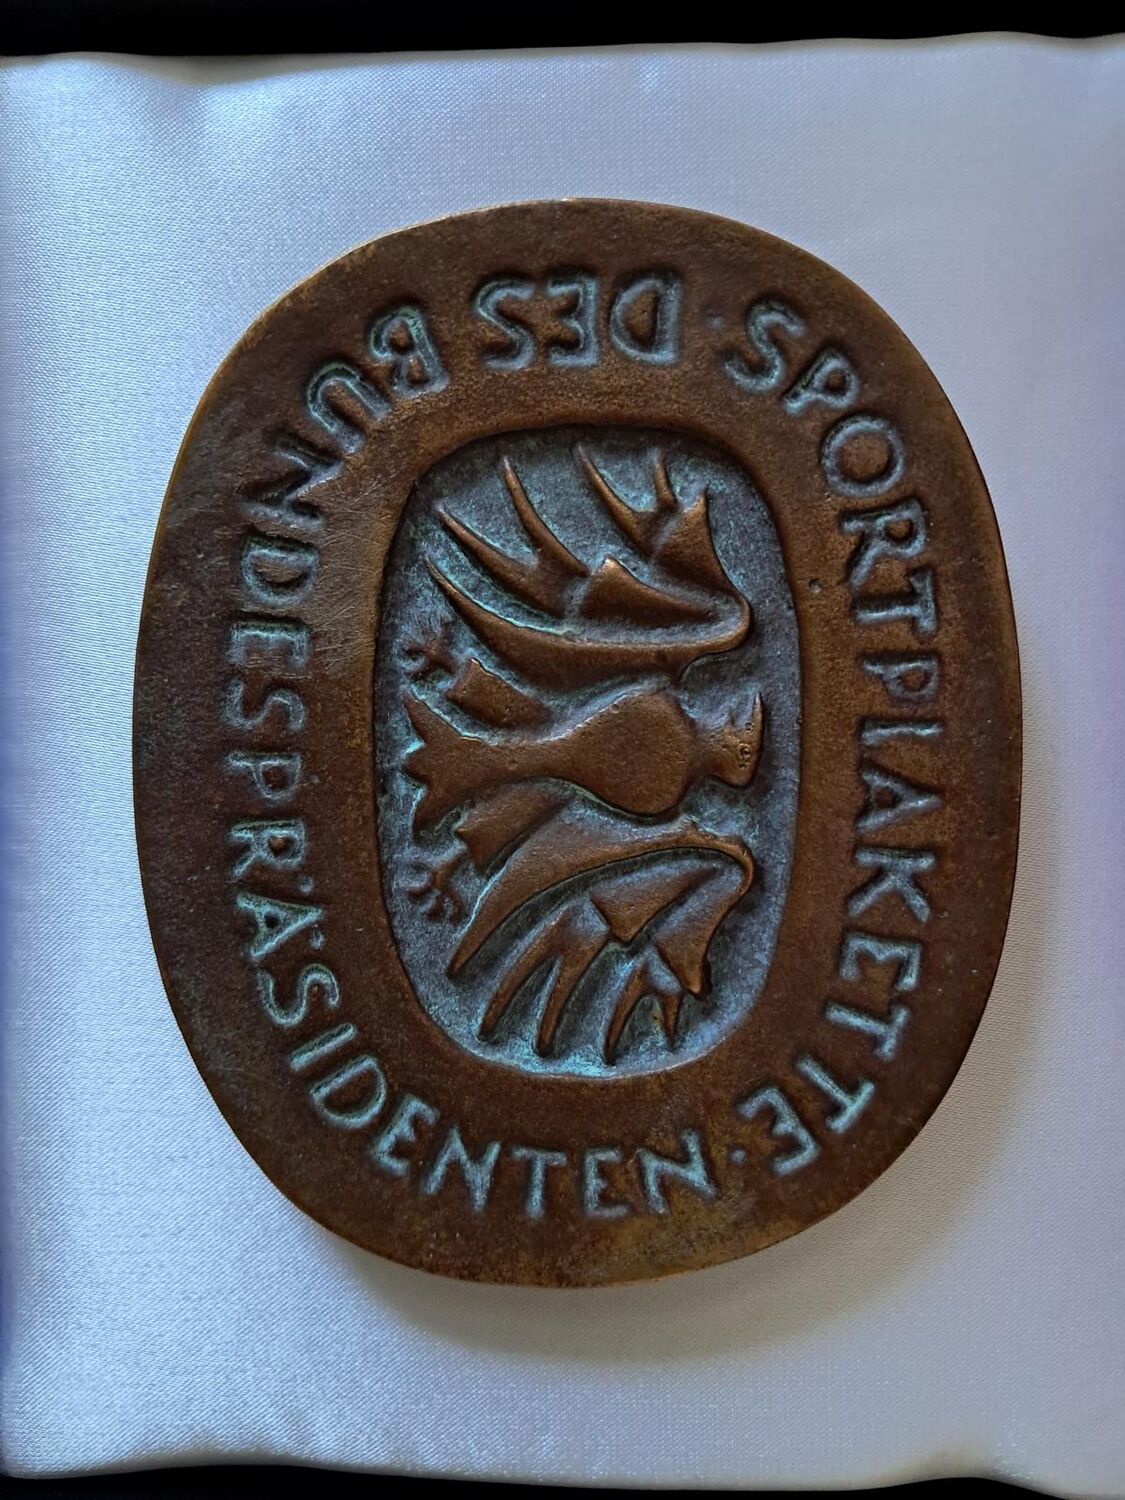 SPORTPLAKETTE
· DES BUNDESPRÄSIDENTEN ·